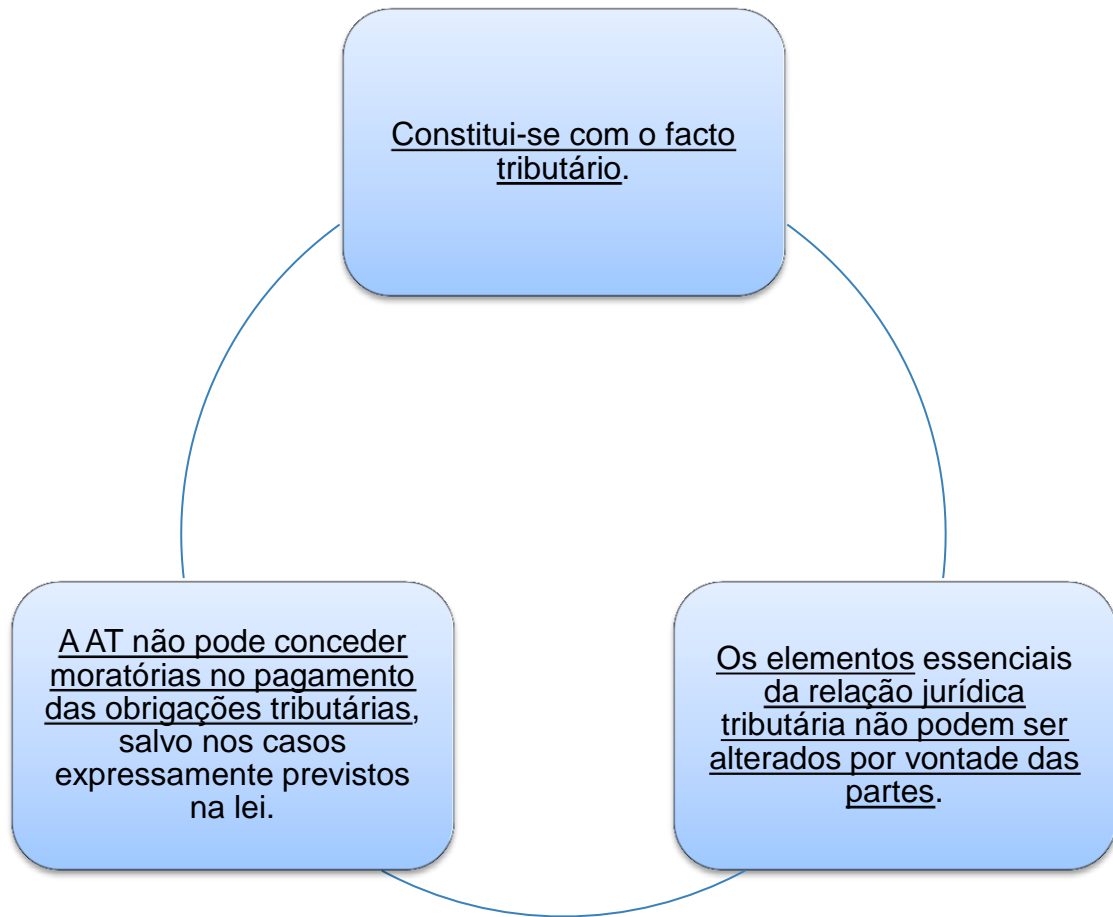 Constitui-se com o facto
tributário.
A AT não pode conceder
moratórias no pagamento
das obrigações tributárias,
salvo nos casos
expressamente previstos
na lei.
Os elementos essenciais
da relação jurídica
tributária não podem ser
alterados por vontade das
partes.